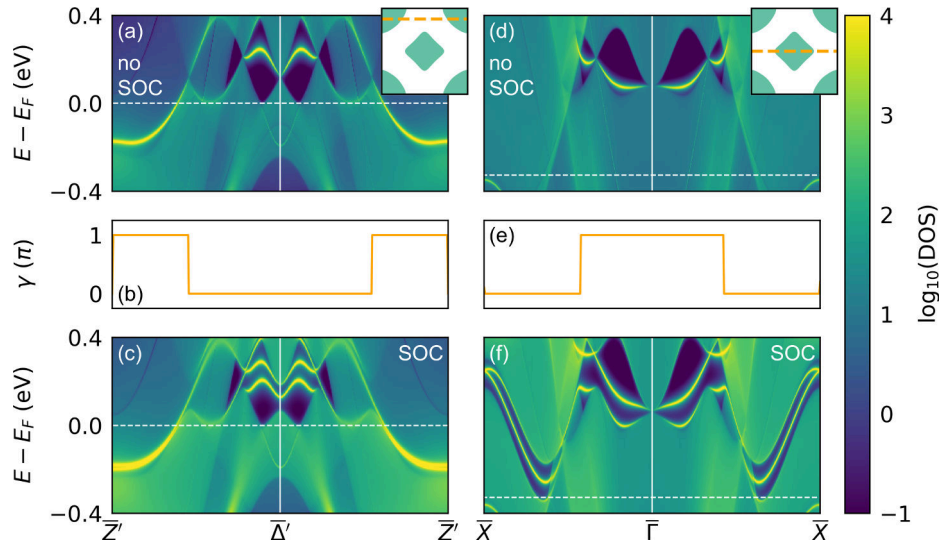 0.4
(a)
no
SOC
E − E_F (eV)
0.0
−0.4
(d)
no
SOC
4
3
2
1
0
−1
log₁₀(DOS)
γ (π)
1
0
(b)
(e)
0.4
(c)
SOC
E − E_F (eV)
0.0
−0.4
Z̅′
Δ̅′
Z̅′
(f)
SOC
X̅
Γ̅
X̅